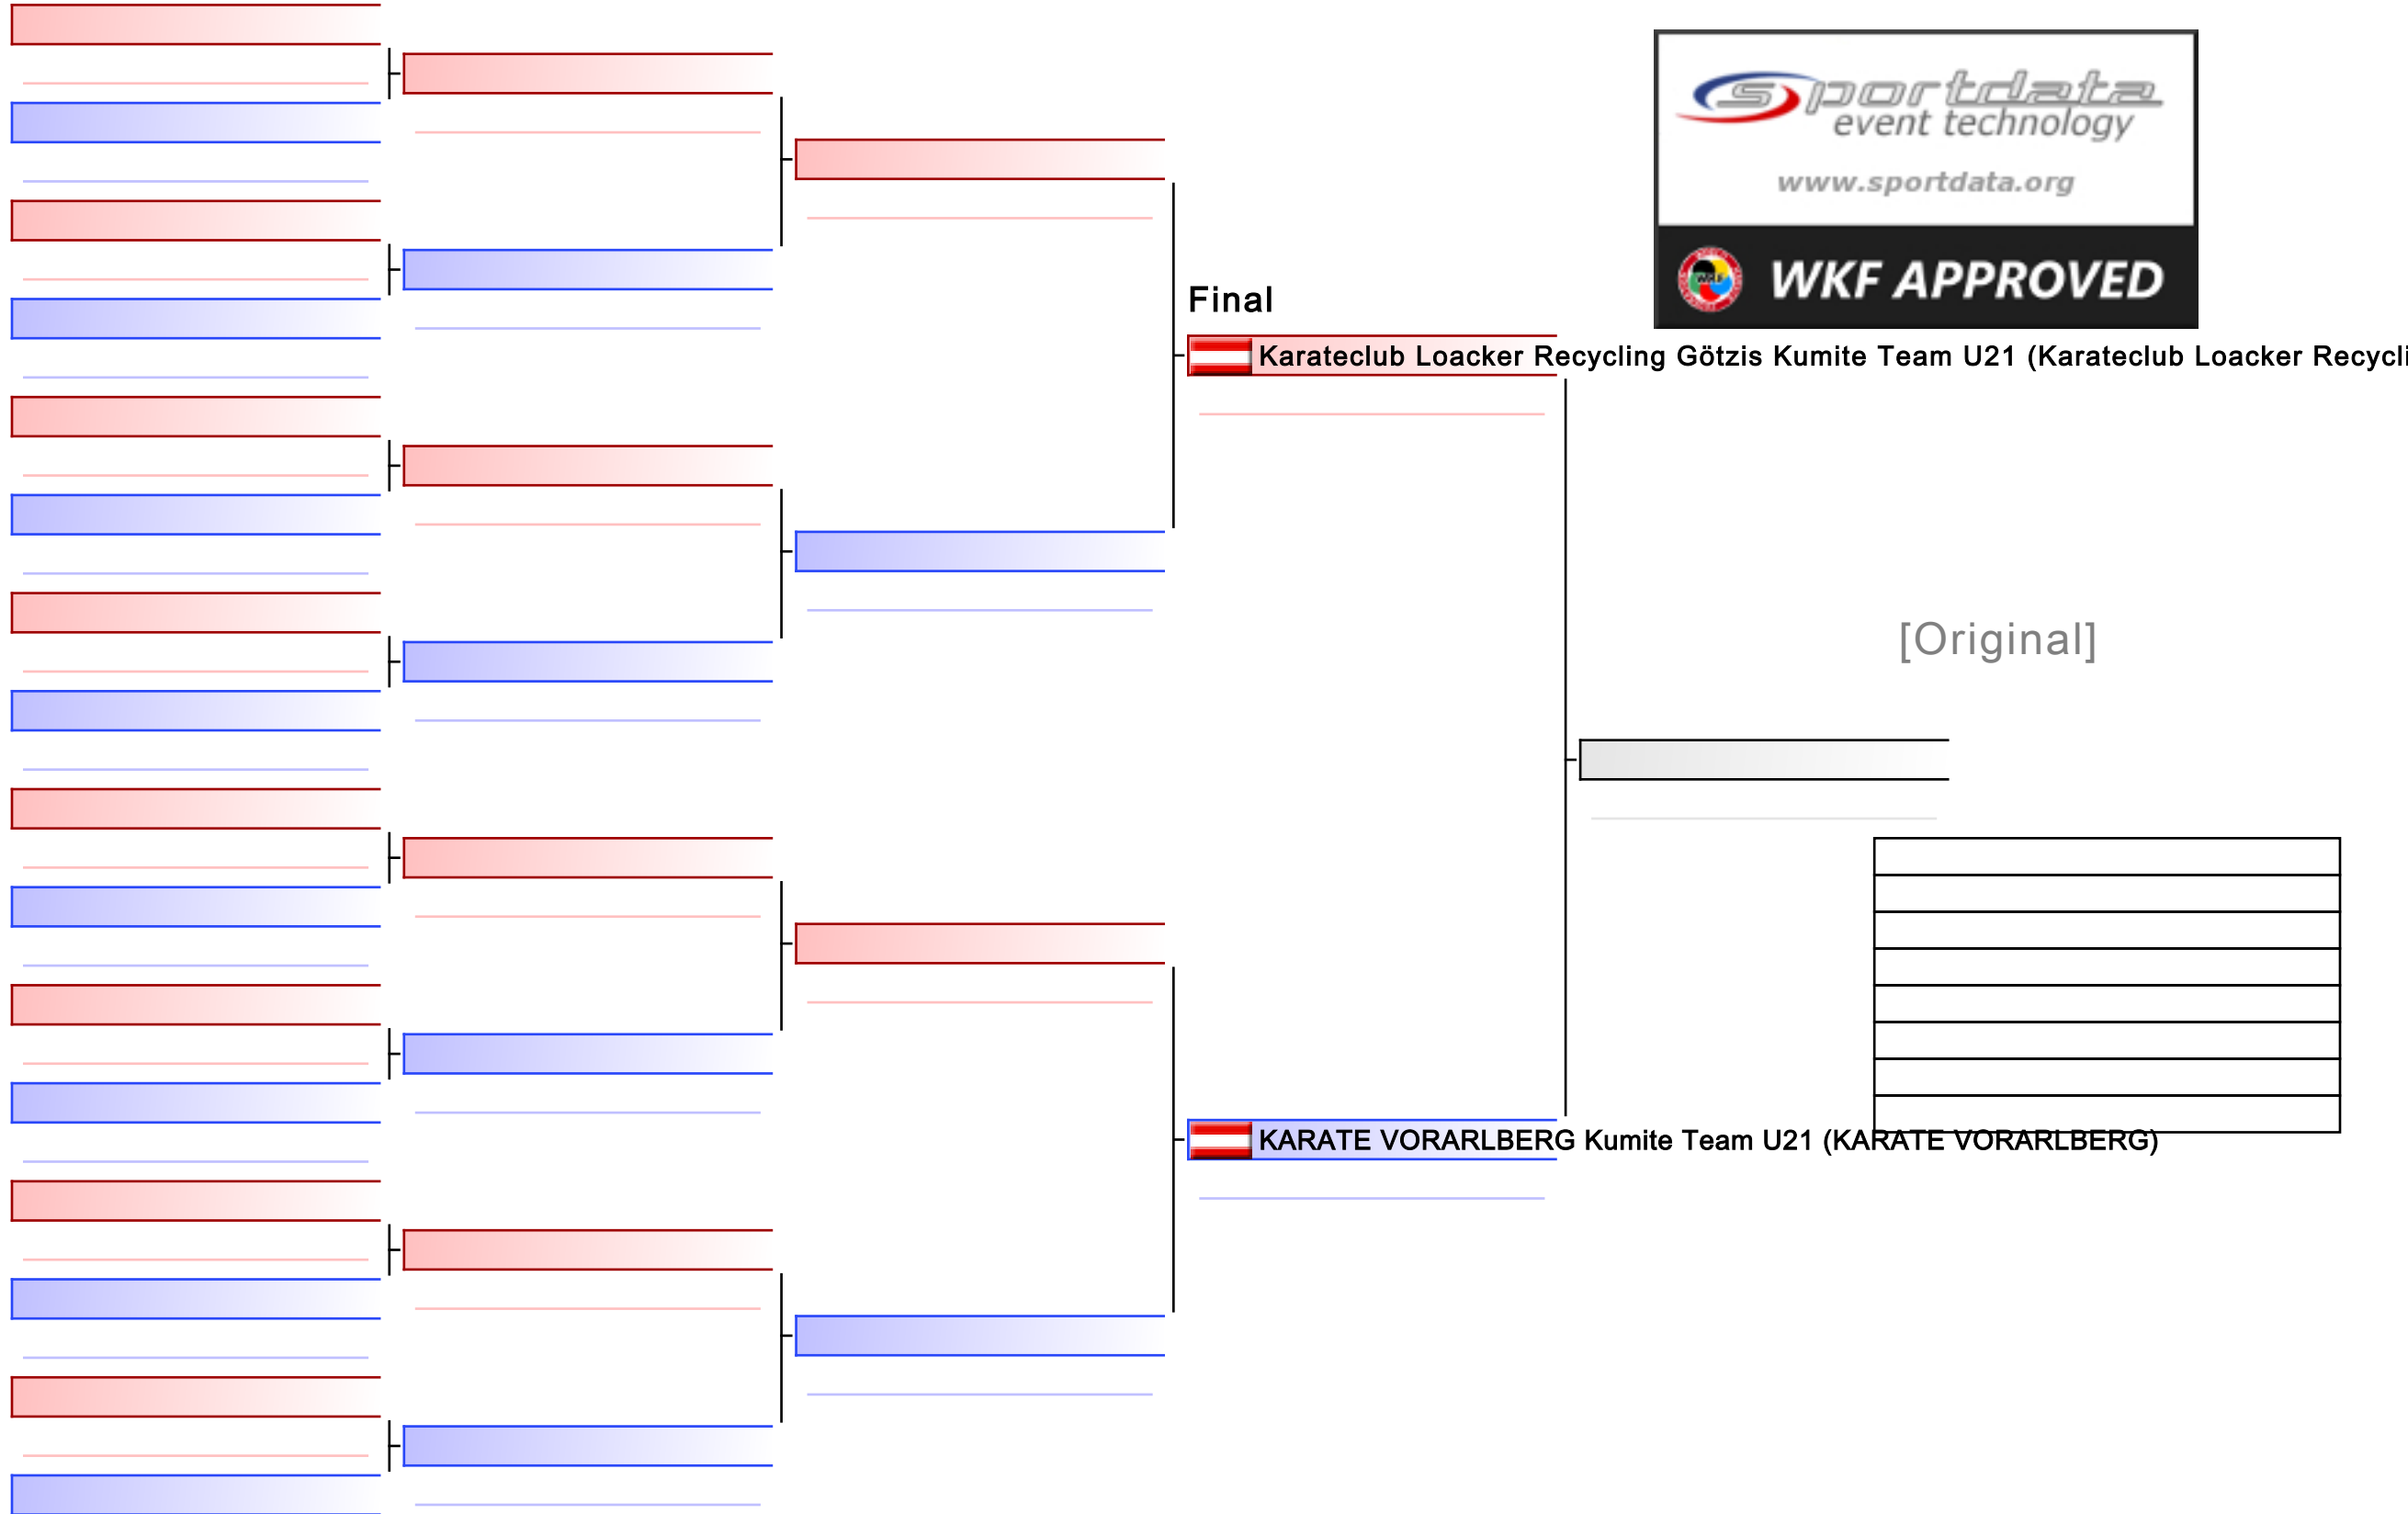 sportdata
event technology
www.sportdata.org
WKF APPROVED
Final
Karateclub Loacker Recycling Götzis Kumite Team U21 (Karateclub Loacker Recycli
[Original]
KARATE VORARLBERG Kumite Team U21 (KARATE VORARLBERG)